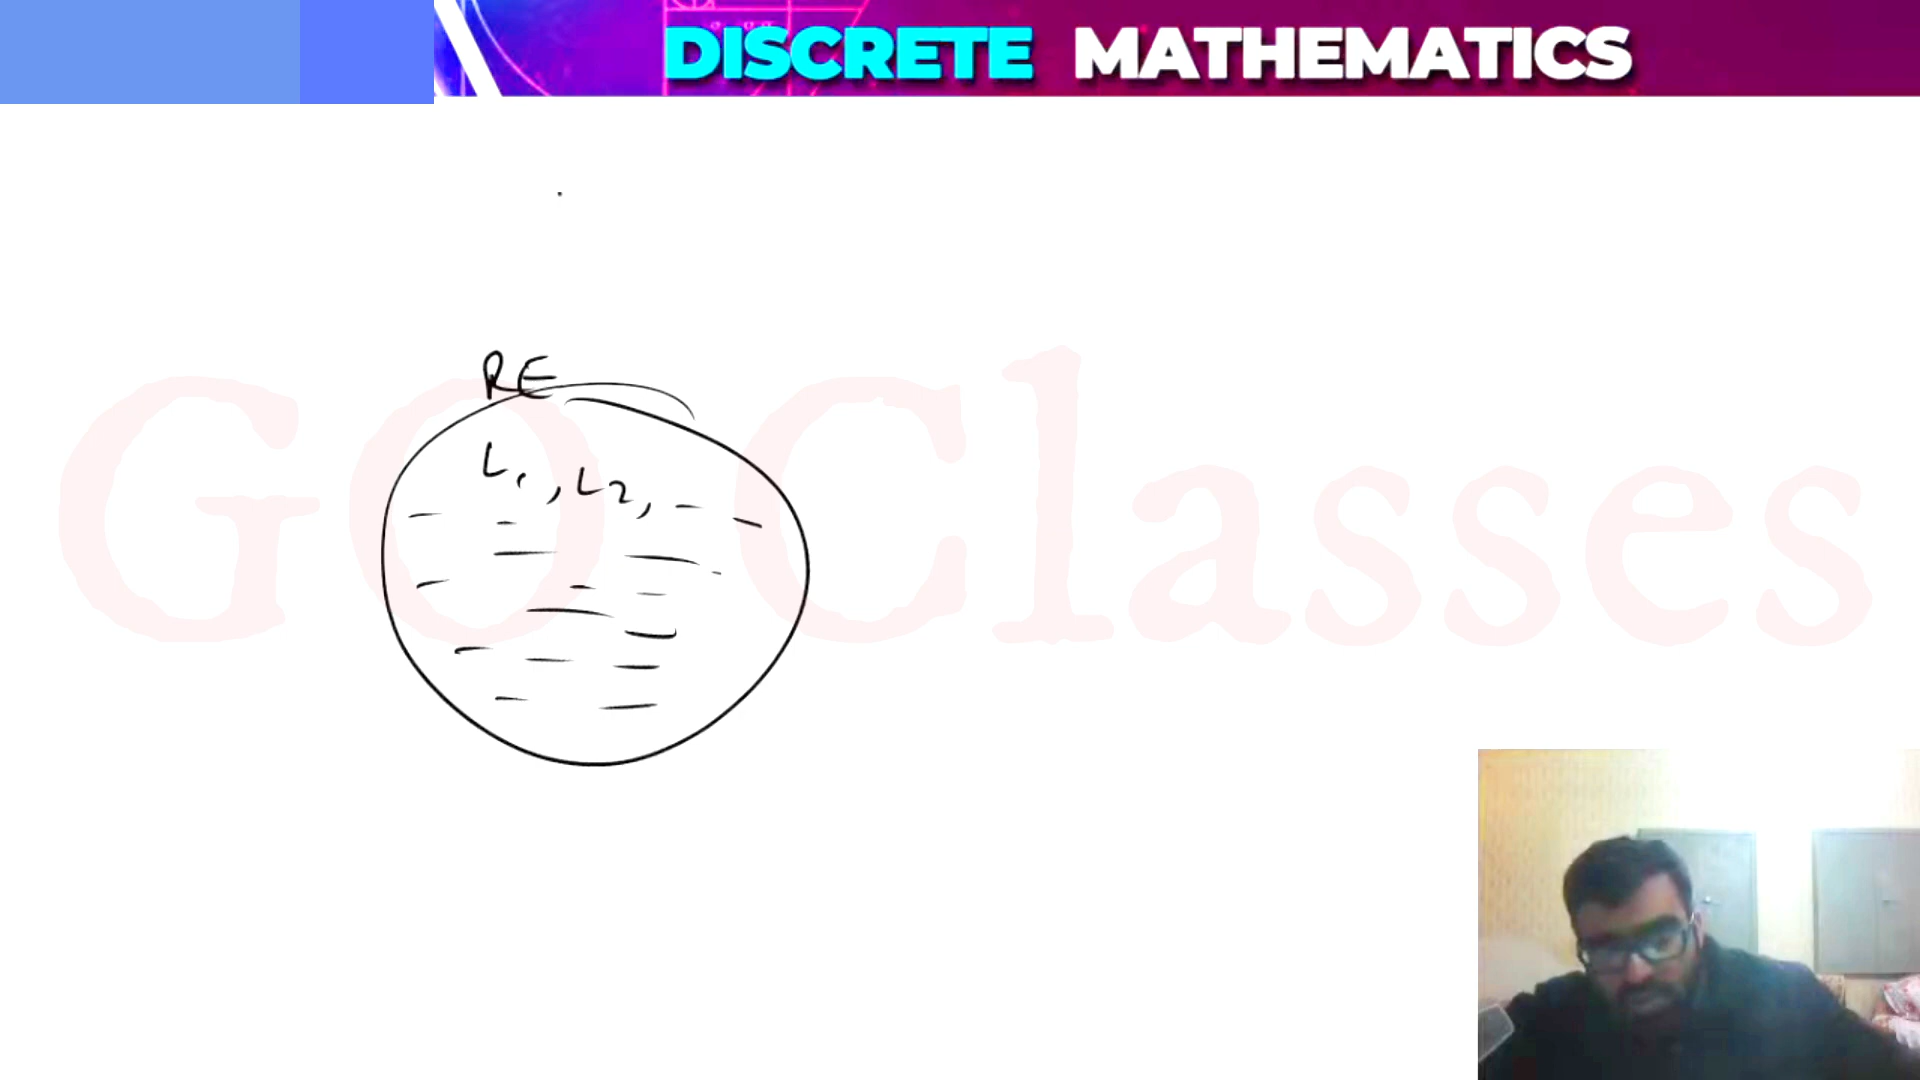 DISCRETE MATHEMATICS
RE
L1, L2, - -
GO Classes